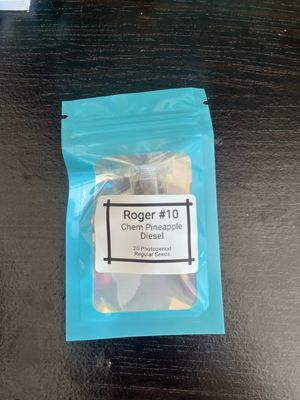 Roger #10
Chem Pineapple
Diesel
20 Photoperiod
Regular Seeds